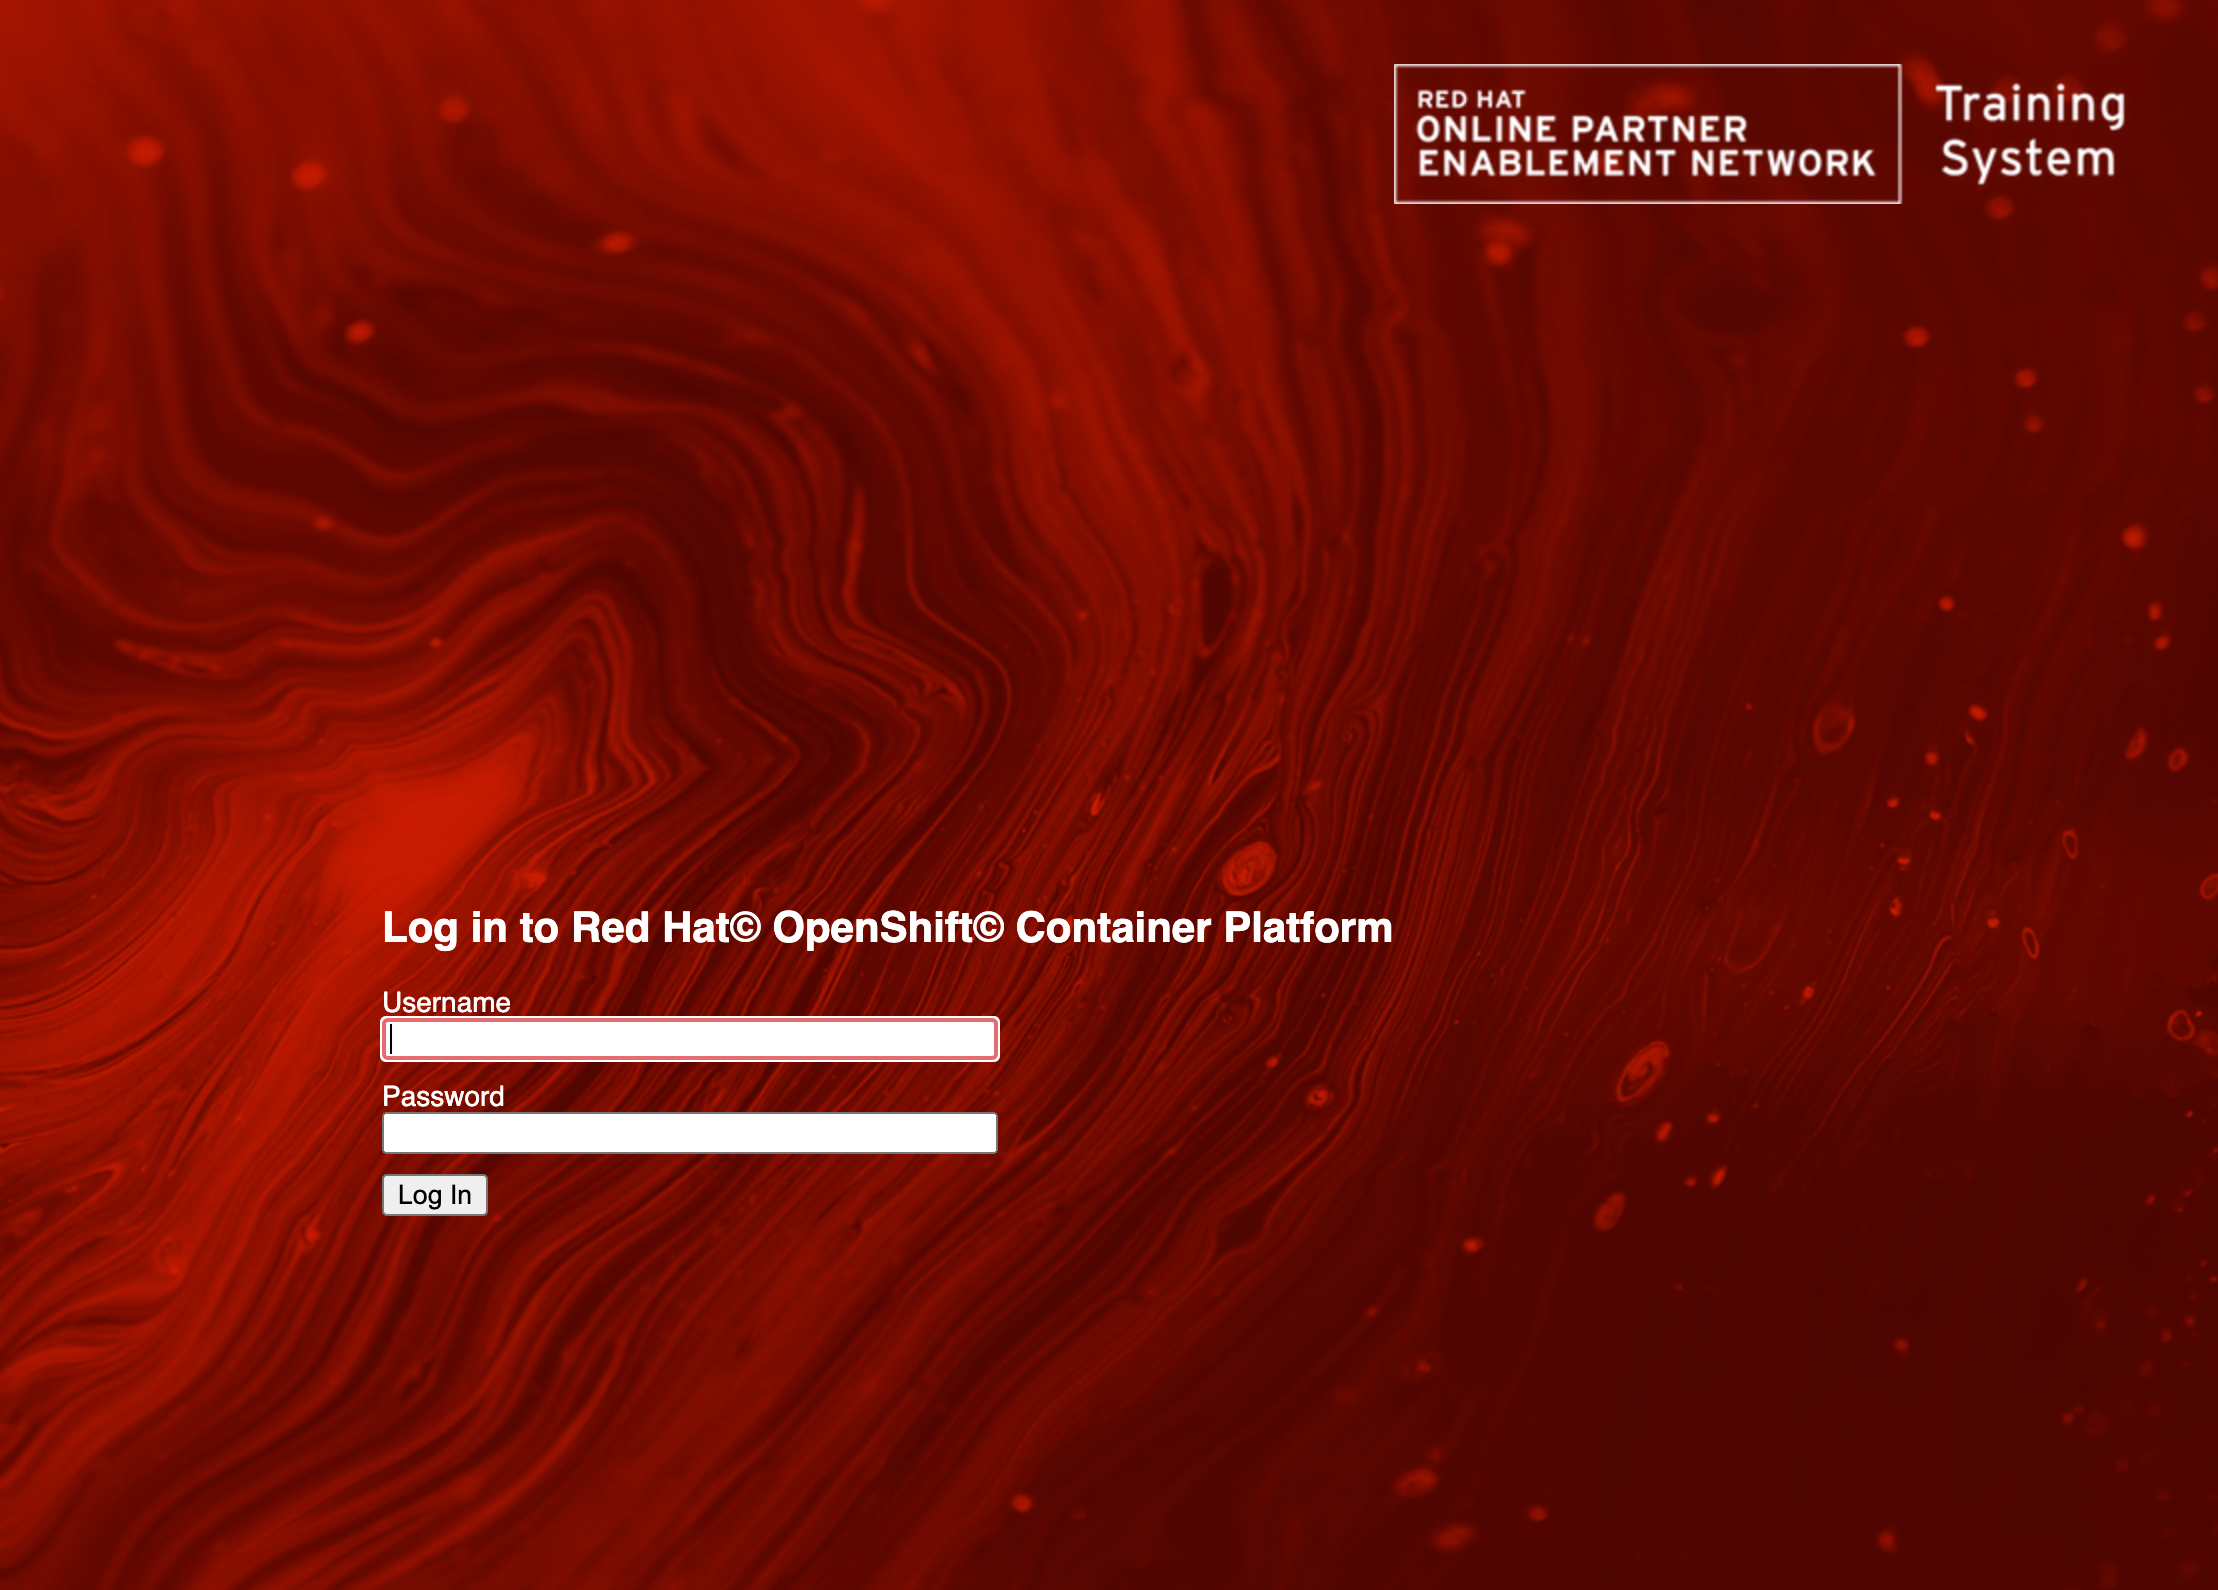 RED HAT
ONLINE PARTNER
ENABLEMENT NETWORK
Training
System
Log in to Red Hat© OpenShift© Container Platform
Username
Password
Log In